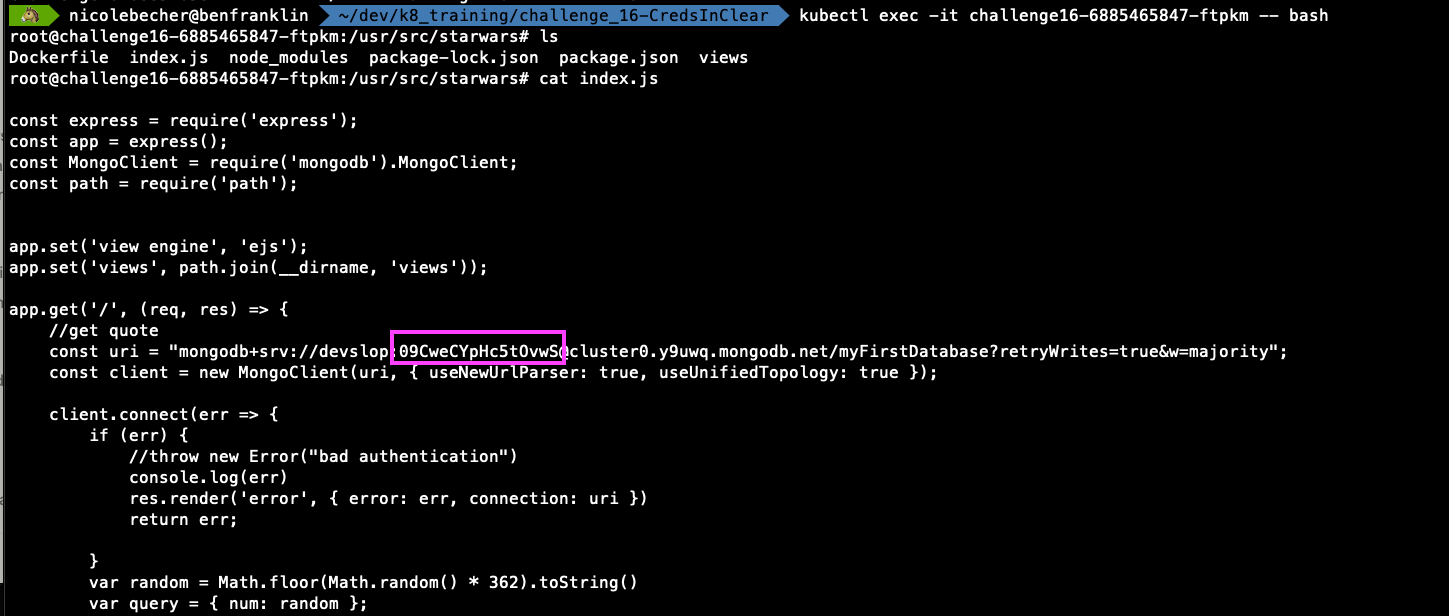 nicolebecher@benfranklin ~/dev/k8_training/challenge_16-CredsInClear kubectl exec -it challenge16-6885465847-ftpkm -- bash
root@challenge16-6885465847-ftpkm:/usr/src/starwars# ls
Dockerfile  index.js  node_modules  package-lock.json  package.json  views
root@challenge16-6885465847-ftpkm:/usr/src/starwars# cat index.js
const express = require('express');
const app = express();
const MongoClient = require('mongodb').MongoClient;
const path = require('path');
app.set('view engine', 'ejs');
app.set('views', path.join(__dirname, 'views'));
app.get('/', (req, res) => {
    //get quote
    const uri = "mongodb+srv://devslop:09CweCYpHc5tOvwS@cluster0.y9uwq.mongodb.net/myFirstDatabase?retryWrites=true&w=majority";
    const client = new MongoClient(uri, { useNewUrlParser: true, useUnifiedTopology: true });
    client.connect(err => {
        if (err) {
            //throw new Error("bad authentication")
            console.log(err)
            res.render('error', { error: err, connection: uri })
            return err;
        }
        var random = Math.floor(Math.random() * 362).toString()
        var query = { num: random };